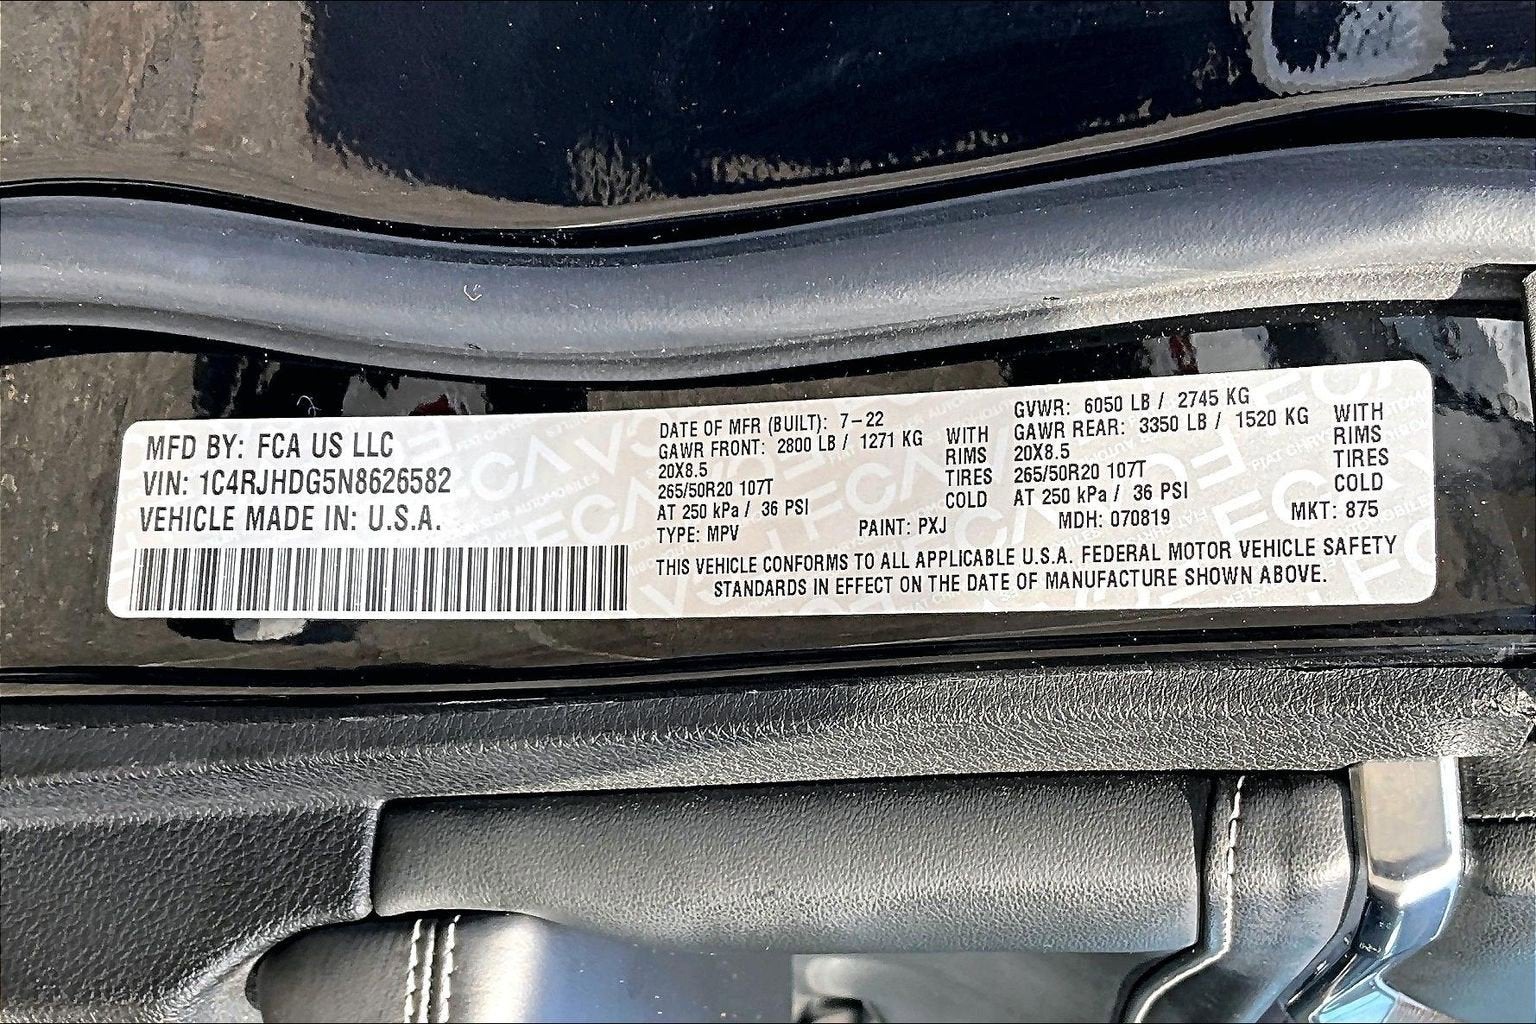 MFD BY: FCA US LLC
VIN: 1C4RJHDG5N8626582
VEHICLE MADE IN: U.S.A.
DATE OF MFR (BUILT): 7-22
GAWR FRONT: 2800 LB / 1271 KG
20X8.5
265/50R20 107T
AT 250 kPa / 36 PSI
WITH
RIMS
TIRES
COLD
GVWR: 6050 LB / 2745 KG
GAWR REAR: 3350 LB / 1520 KG
20X8.5
265/50R20 107T
AT 250 kPa / 36 PSI
WITH
RIMS
TIRES
COLD
TYPE: MPV PAINT: PXJ MDH: 070819 MKT: 875
THIS VEHICLE CONFORMS TO ALL APPLICABLE U.S.A. FEDERAL MOTOR VEHICLE SAFETY
STANDARDS IN EFFECT ON THE DATE OF MANUFACTURE SHOWN ABOVE.